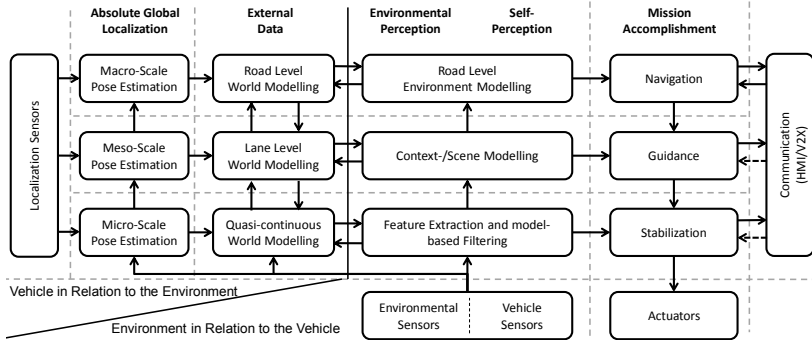 Absolute Global
Localization
External
Data
Environmental
Perception
Self-
Perception
Mission
Accomplishment
Localization Sensors
Macro-Scale
Pose Estimation
Road Level
World Modelling
Road Level
Environment Modelling
Navigation
Meso-Scale
Pose Estimation
Lane Level
World Modelling
Context-/Scene Modelling
Guidance
Communication
(HMI/V2X)
Micro-Scale
Pose Estimation
Quasi-continuous
World Modelling
Feature Extraction and model-
based Filtering
Stabilization
Vehicle in Relation to the Environment
Environment in Relation to the Vehicle
Environmental
Sensors
Vehicle
Sensors
Actuators